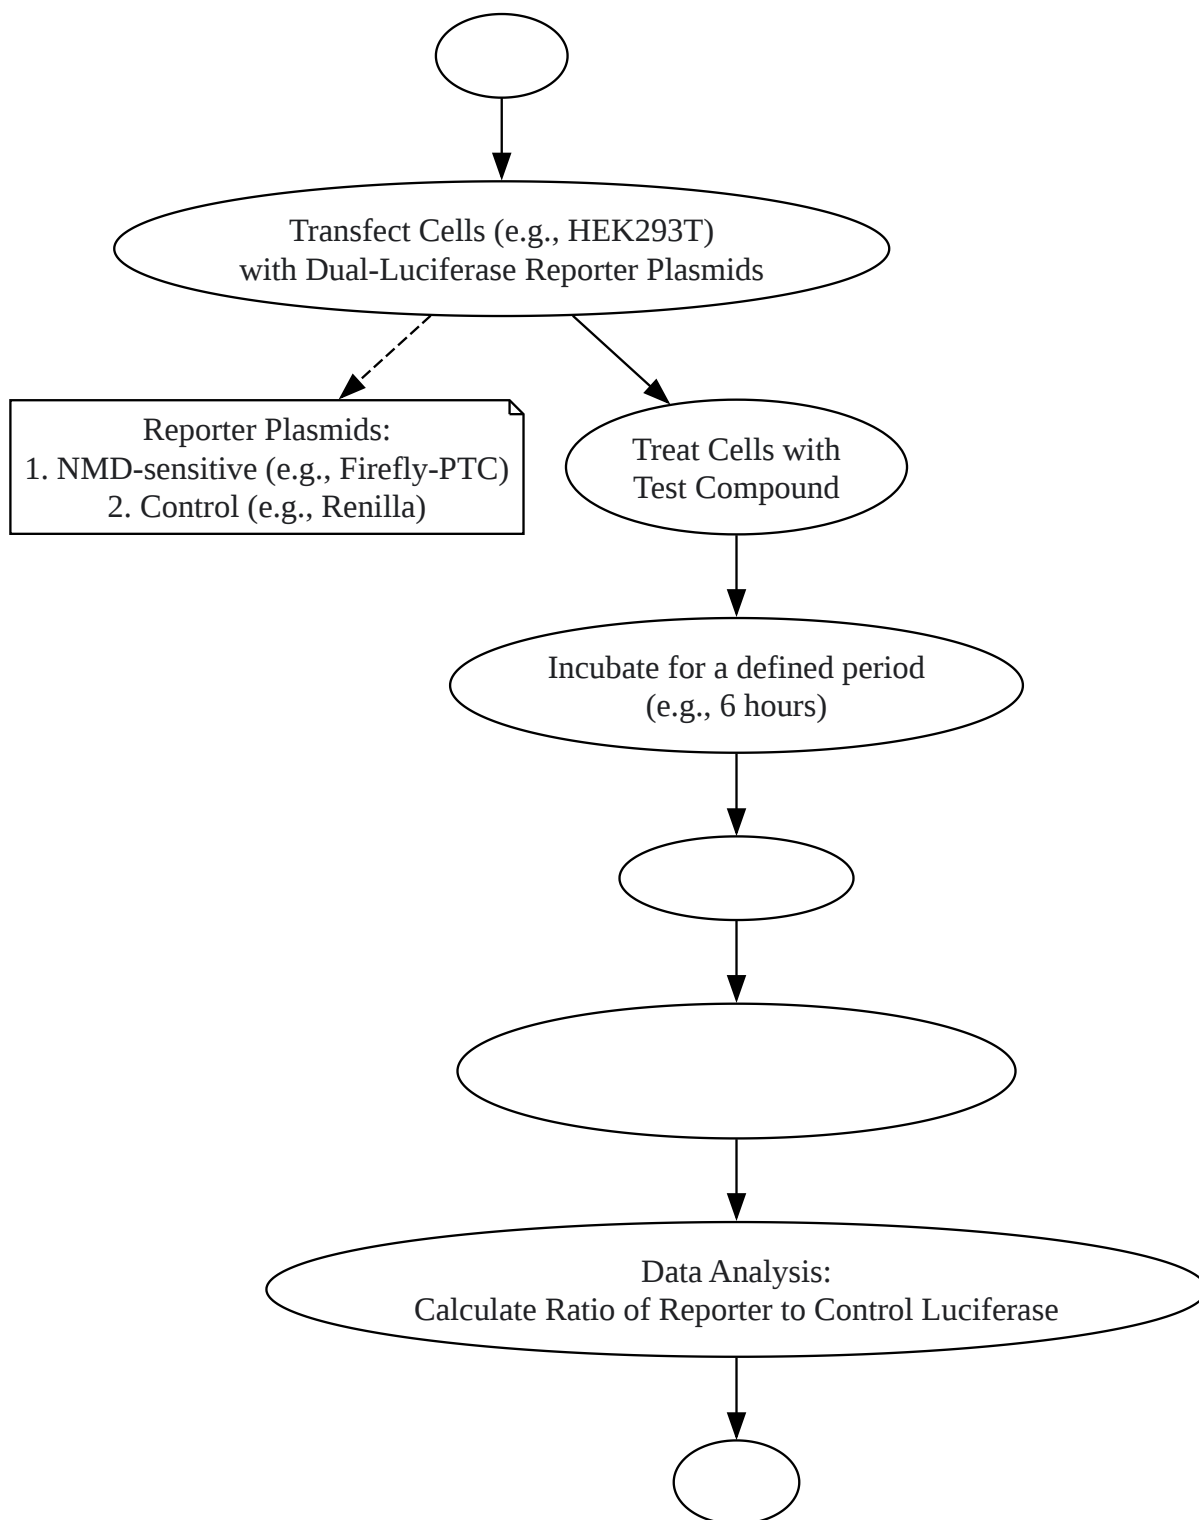 Transfect Cells (e.g., HEK293T)
with Dual-Luciferase Reporter Plasmids
Reporter Plasmids:
1. NMD-sensitive (e.g., Firefly-PTC)
2. Control (e.g., Renilla)
Treat Cells with
Test Compound
Incubate for a defined period
(e.g., 6 hours)
Data Analysis:
Calculate Ratio of Reporter to Control Luciferase